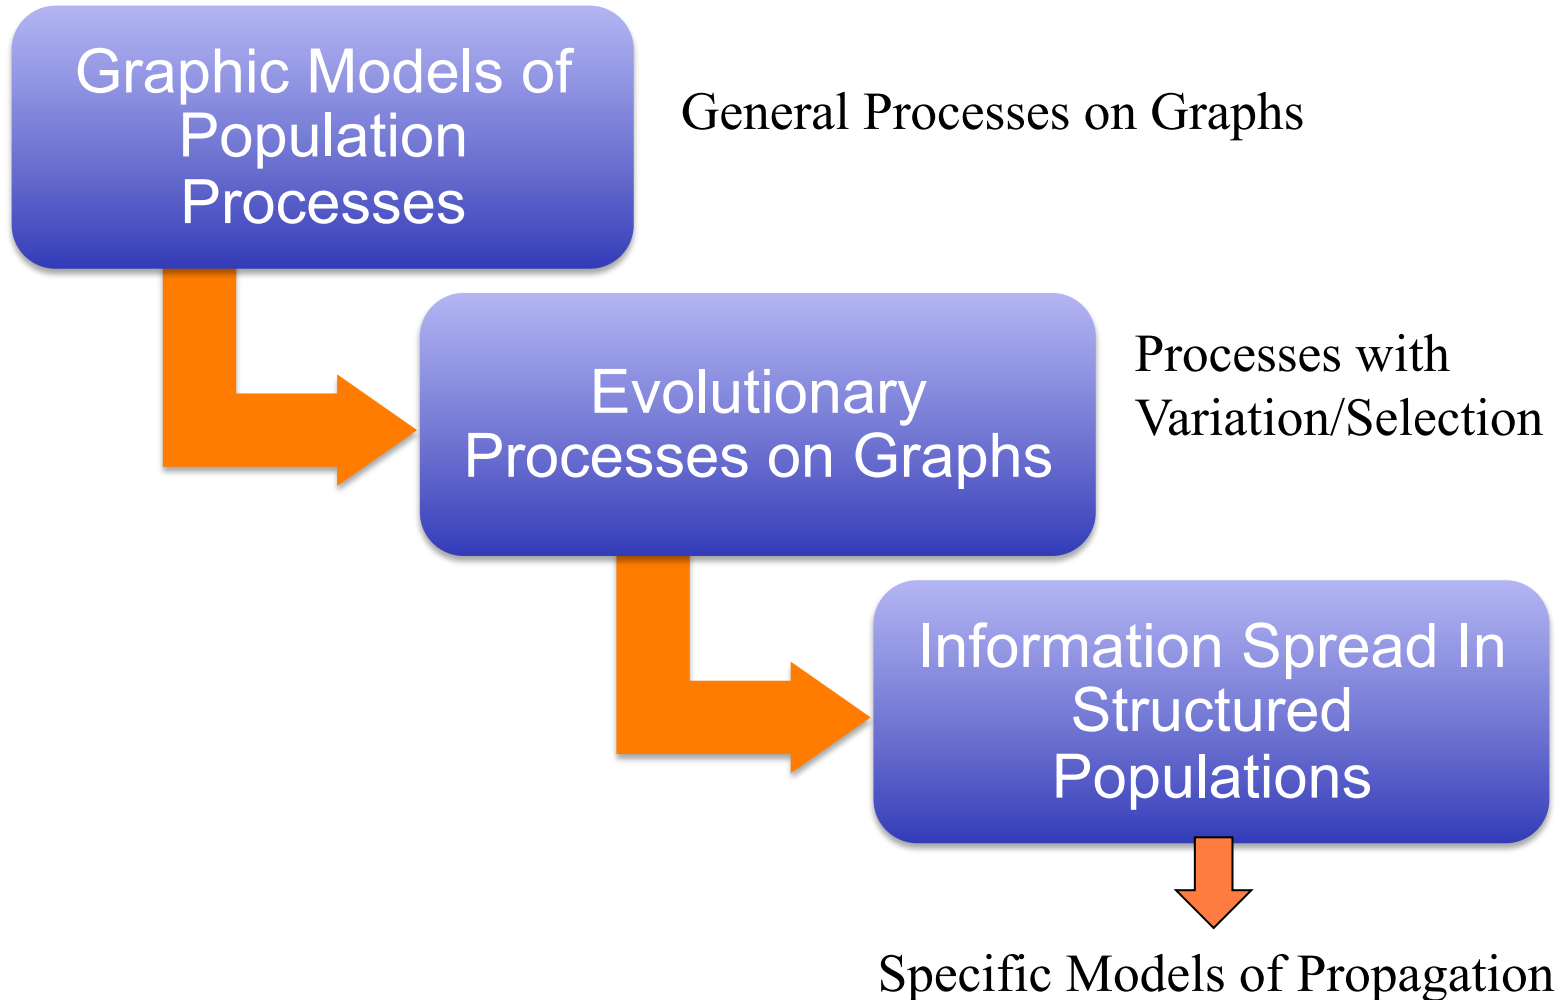 Graphic Models of
Population
Processes
General Processes on Graphs
Evolutionary
Processes on Graphs
Processes with
Variation/Selection
Information Spread In
Structured
Populations
Specific Models of Propagation